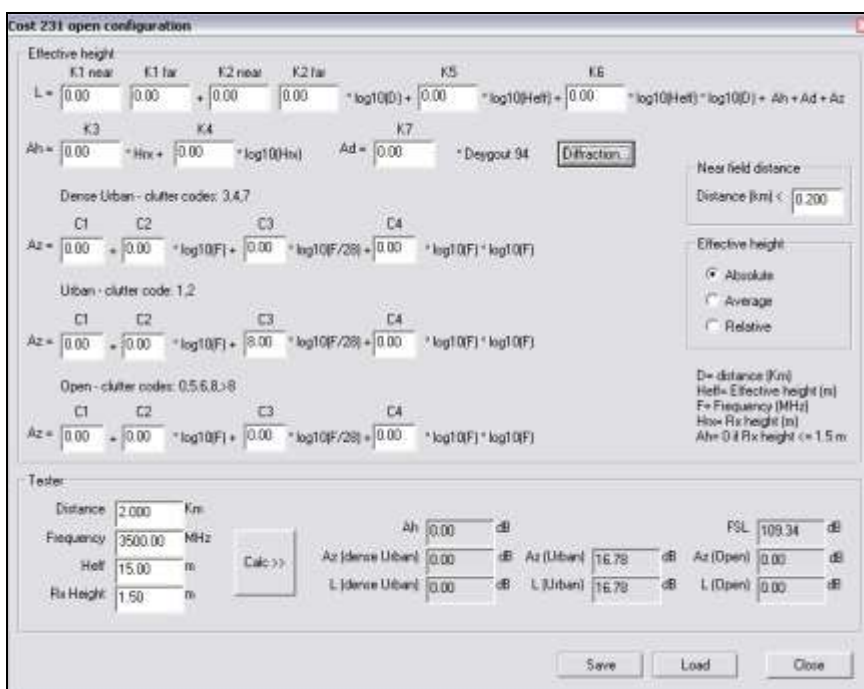 Cost 231 open configuration
Effective height
K1 near K1 far K2 near K2 far K5 K6
L = 0.00 0.00 + 0.00 0.00 * log10(D) + 0.00 * log10(Heff) + 0.00 * log10(Heff) * log10(D) + Ah + Ad + Az
K3 K4 K7
Ah = 0.00 * Hrx + 0.00 * log10(Hrx) Ad = 0.00 * Deygout 94 Diffraction...
Near field distance
Distance (km) < 0.200
Dense Urban - clutter codes: 3,4,7
C1 C2 C3 C4
Az = 0.00 + 0.00 * log10(F) + 0.00 * log10(F/28) + 0.00 * log10(F) * log10(F)
Effective height
Absolute
Average
Relative
Urban - clutter code: 1,2
C1 C2 C3 C4
Az = 0.00 + 0.00 * log10(F) + 8.00 * log10(F/28) + 0.00 * log10(F) * log10(F)
Open - clutter codes: 0,5,6,8,>8
C1 C2 C3 C4
Az = 0.00 + 0.00 * log10(F) + 0.00 * log10(F/28) + 0.00 * log10(F) * log10(F)
D= distance (Km)
Heff= Effective height (m)
F= Frequency (MHz)
Hrx= Rx height (m)
Ah= 0 if Rx height <= 1.5 m
Tester
Distance 2.000 Km
Frequency 3500.00 MHz
Heff 15.00 m
Rx Height 1.50 m
Calc >>
Ah 0.00 dB FSL 109.34 dB
Az (dense Urban) 0.00 dB Az (Urban) 16.78 dB Az (Open) 0.00 dB
L (dense Urban) 0.00 dB L (Urban) 16.78 dB L (Open) 0.00 dB
Save Load Close